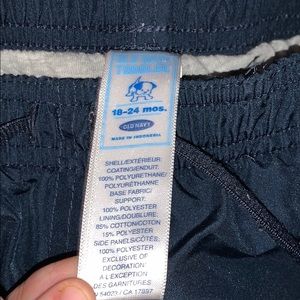 18-24 mos.
OLD NAVY
MADE IN INDONESIA
SHELL/EXTÉRIEUR
COATING/ENDUIT:
100% POLYURETHANE/
POLYURÉTHANNE
BASE FABRIC/
SUPPORT:
100% POLYESTER
LINING/DOUBLURE:
85% COTTON/COTON
15% POLYESTER
SIDE PANELS/CÔTÉS:
100% POLYESTER
EXCLUSIVE OF
DECORATION
À L'EXCEPTION
DES GARNITURES
54023 / CA 17897